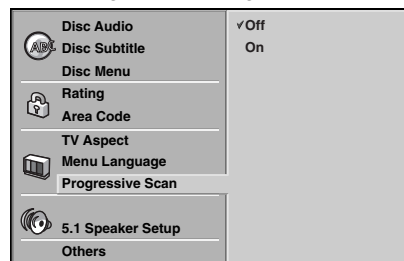 Disc Audio
Disc Subtitle
Disc Menu
Rating
Area Code
TV Aspect
Menu Language
Progressive Scan
5.1 Speaker Setup
Others
✓Off
On
ABC